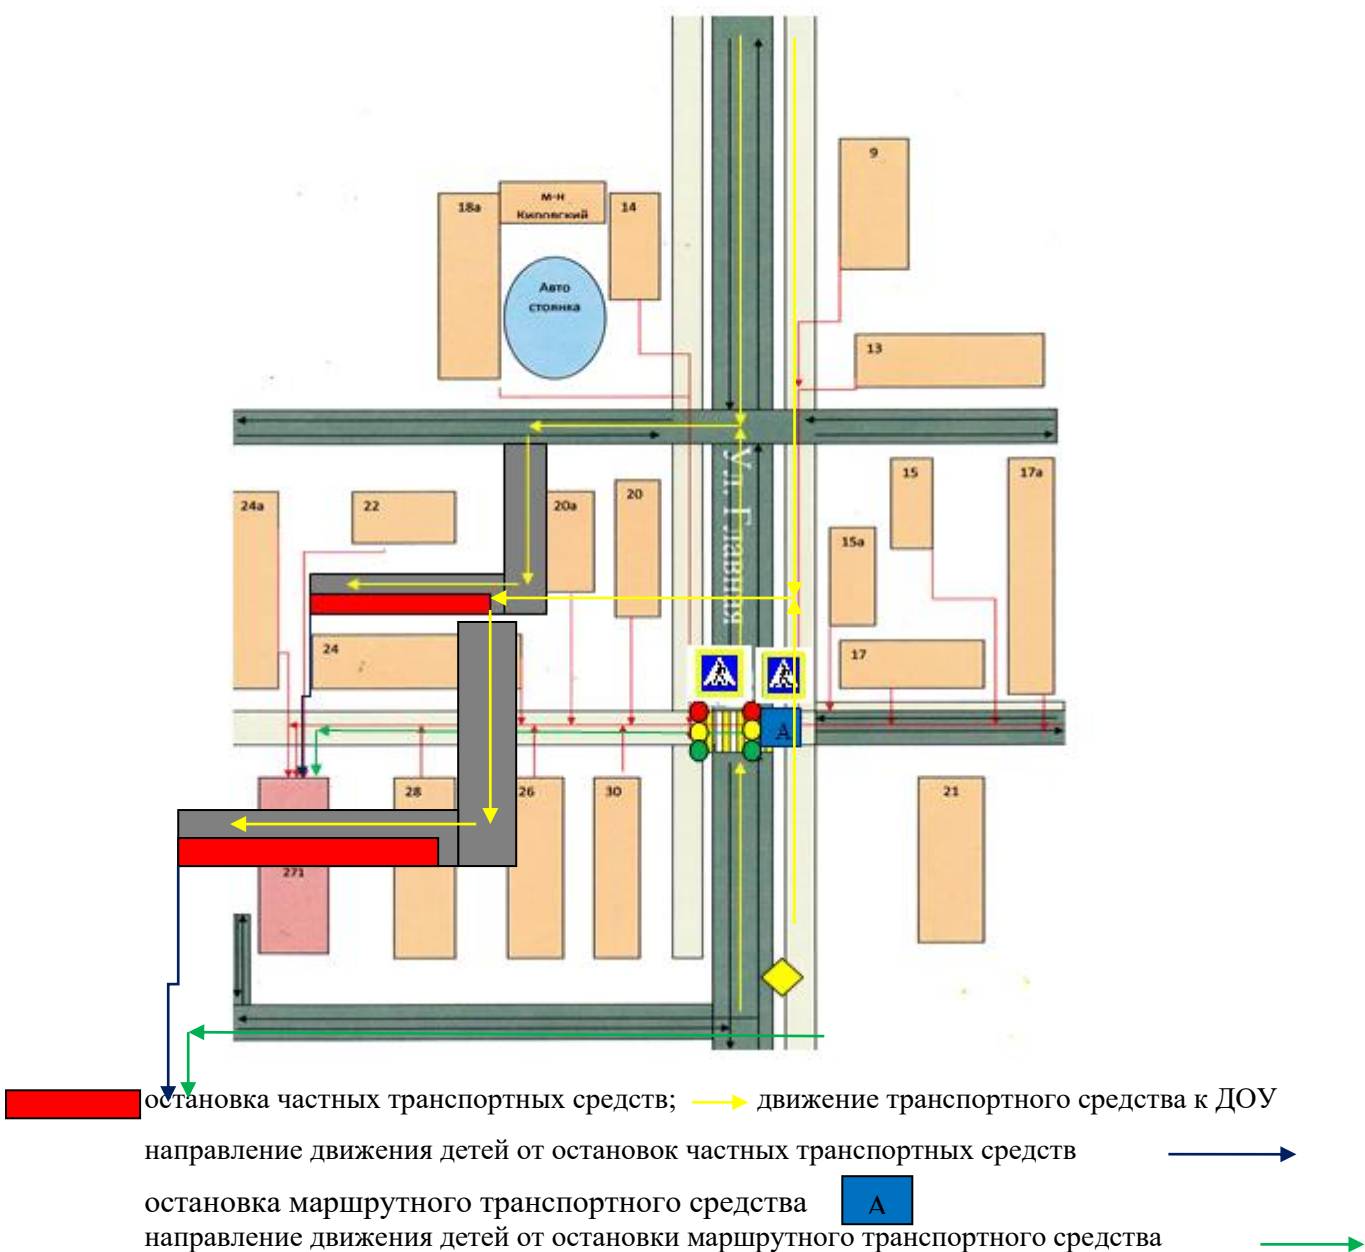 9
м-н
Кировский
18а
14
Авто
стоянка
13
ул. Главная
24а
22
20а
20
15
17а
15а
24
17
А
28
26
30
21
271
остановка частных транспортных средств; движение транспортного средства к ДОУ
направление движения детей от остановок частных транспортных средств
остановка маршрутного транспортного средства А
направление движения детей от остановки маршрутного транспортного средства